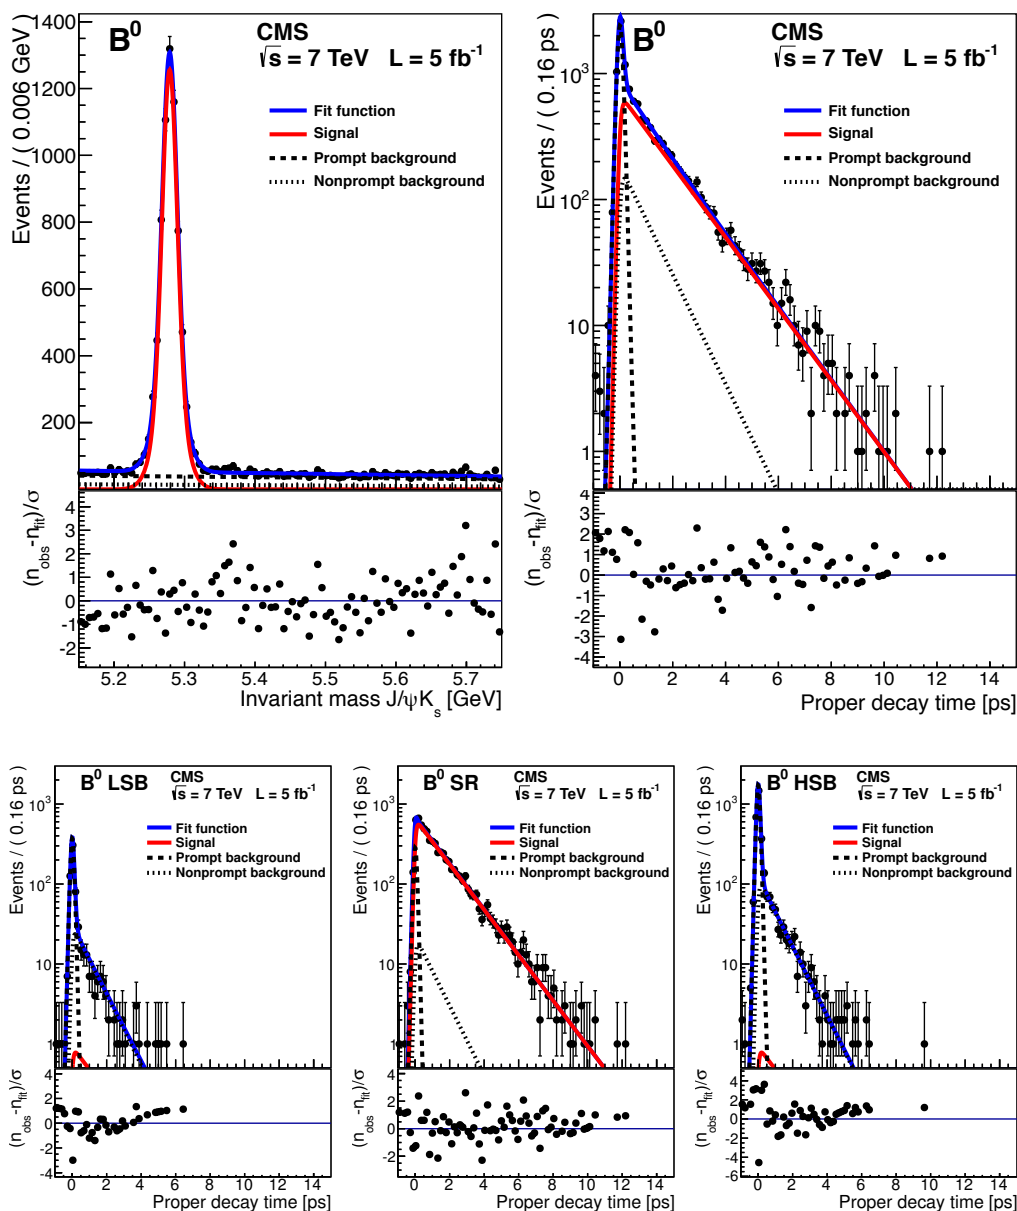 B⁰ CMS
√s = 7 TeV L = 5 fb⁻¹
Fit function
Signal
Prompt background
Nonprompt background
Events / ( 0.006 GeV )
1400
1200
1000
800
600
400
200
(n_obs-n_fit)/σ
4
3
2
1
0
-1
-2
5.2 5.3 5.4 5.5 5.6 5.7
Invariant mass J/ψK_s [GeV]
B⁰ CMS
√s = 7 TeV L = 5 fb⁻¹
Fit function
Signal
Prompt background
Nonprompt background
Events / ( 0.16 ps )
10³
10²
10
1
(n_obs-n_fit)/σ
4
3
2
1
0
-1
-2
-3
-4
0 2 4 6 8 10 12 14
Proper decay time [ps]
B⁰ LSB CMS
√s = 7 TeV L = 5 fb⁻¹
Fit function
Signal
Prompt background
Nonprompt background
Events / ( 0.16 ps )
10³
10²
10
1
(n_obs-n_fit)/σ
4
2
0
-2
-4
0 2 4 6 8 10 12 14
Proper decay time [ps]
B⁰ SR CMS
√s = 7 TeV L = 5 fb⁻¹
Fit function
Signal
Prompt background
Nonprompt background
Events / ( 0.16 ps )
10³
10²
10
1
(n_obs-n_fit)/σ
4
2
0
-2
0 2 4 6 8 10 12 14
Proper decay time [ps]
B⁰ HSB CMS
√s = 7 TeV L = 5 fb⁻¹
Fit function
Signal
Prompt background
Nonprompt background
Events / ( 0.16 ps )
10³
10²
10
1
(n_obs-n_fit)/σ
4
2
0
-2
-4
-6
0 2 4 6 8 10 12 14
Proper decay time [ps]